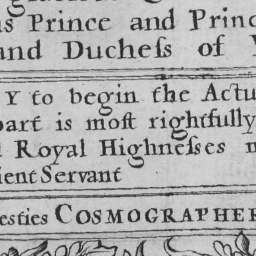 s Prince and Princ
and Dutchess of
Y to begin the Actu
part is most rightfully
Royal Highnesses
ient Servant
esties COSMOGRAPHER